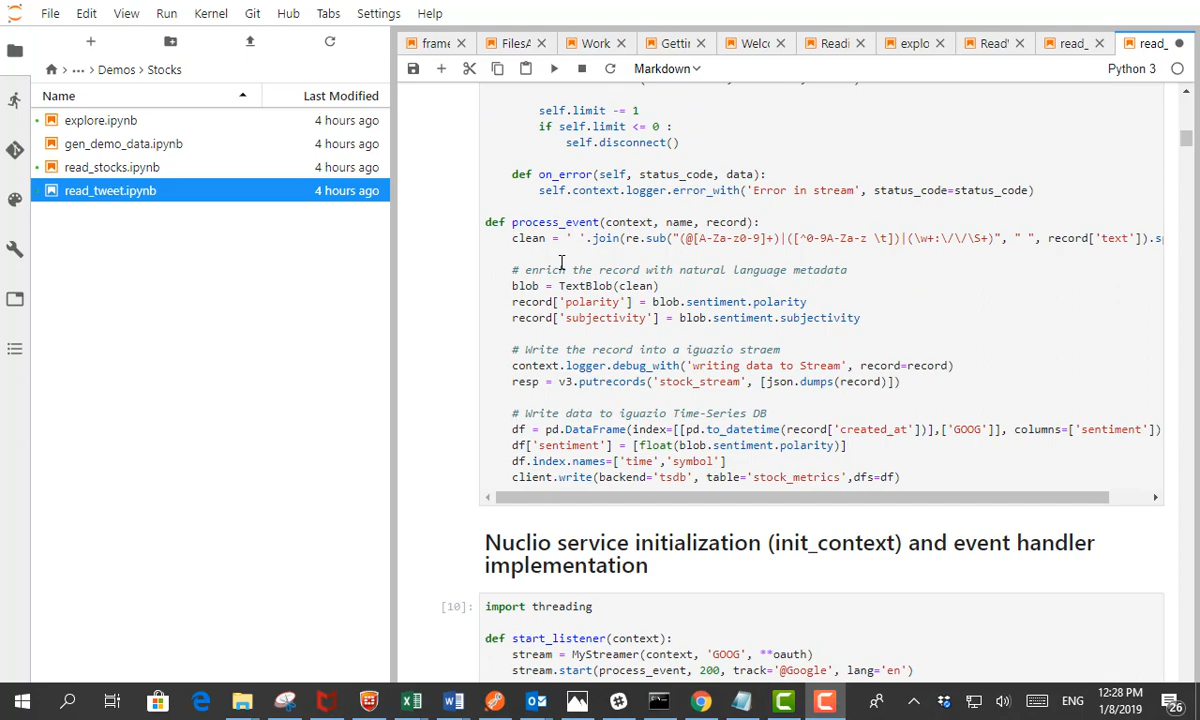 File Edit View Run Kernel Git Hub Tabs Settings Help
frame FilesA Work Gettir Welcc Readi explo Read' read_ read_
Markdown Python 3
... Demos > Stocks
Name Last Modified
explore.ipynb 4 hours ago
gen_demo_data.ipynb 4 hours ago
read_stocks.ipynb 4 hours ago
read_tweet.ipynb 4 hours ago
self.limit -= 1
if self.limit <= 0 :
self.disconnect()
def on_error(self, status_code, data):
self.context.logger.error_with('Error in stream', status_code=status_code)
def process_event(context, name, record):
clean = ' '.join(re.sub("(@[A-Za-z0-9]+)|([^0-9A-Za-z \t])|(\w+:\/\/\S+)", " ", record['text']).sp
# enrich the record with natural language metadata
blob = TextBlob(clean)
record['polarity'] = blob.sentiment.polarity
record['subjectivity'] = blob.sentiment.subjectivity
# Write the record into a iguazio straem
context.logger.debug_with('writing data to Stream', record=record)
resp = v3.putrecords('stock_stream', [json.dumps(record)])
# Write data to iguazio Time-Series DB
df = pd.DataFrame(index=[[pd.to_datetime(record['created_at'])],['GOOG']], columns=['sentiment'])
df['sentiment'] = [float(blob.sentiment.polarity)]
df.index.names=['time','symbol']
client.write(backend='tsdb', table='stock_metrics',dfs=df)
Nuclio service initialization (init_context) and event handler
implementation
[10]: import threading
def start_listener(context):
stream = MyStreamer(context, 'GOOG', **oauth)
stream.start(process_event, 200, track='@Google', lang='en')
ENG
12:28 PM
1/8/2019
26